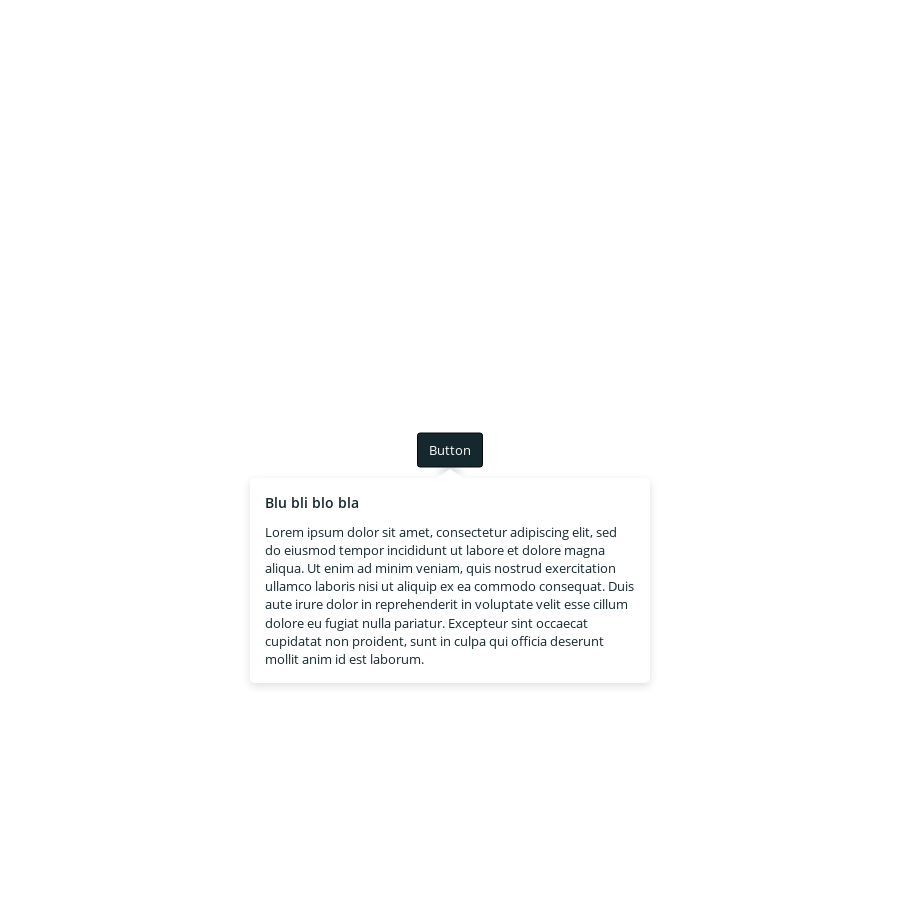 Button
Blu bli blo bla
Lorem ipsum dolor sit amet, consectetur adipiscing elit, sed
do eiusmod tempor incididunt ut labore et dolore magna
aliqua. Ut enim ad minim veniam, quis nostrud exercitation
ullamco laboris nisi ut aliquip ex ea commodo consequat. Duis
aute irure dolor in reprehenderit in voluptate velit esse cillum
dolore eu fugiat nulla pariatur. Excepteur sint occaecat
cupidatat non proident, sunt in culpa qui officia deserunt
mollit anim id est laborum.